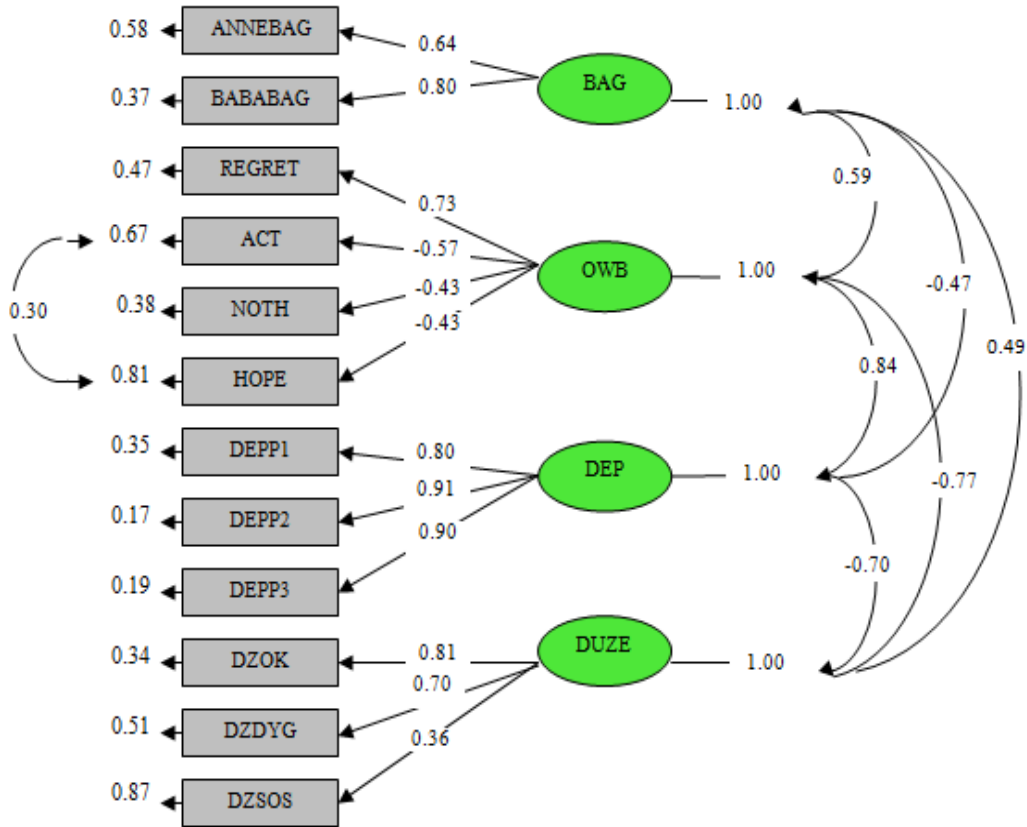 0.58 ANNEBAG 0.64 BAG 1.00
0.37 BABABAG 0.80
0.47 REGRET 0.73 0.59
0.67 ACT -0.57 OWB 1.00 -0.47
0.30
0.38 NOTH -0.43 0.49
0.81 HOPE -0.43 0.84
0.35 DEPP1 0.80 DEP 1.00 -0.77
0.17 DEPP2 0.91
0.19 DEPP3 0.90 -0.70
0.34 DZOK 0.81 DUZE 1.00
0.51 DZDYG 0.70
0.87 DZSOS 0.36